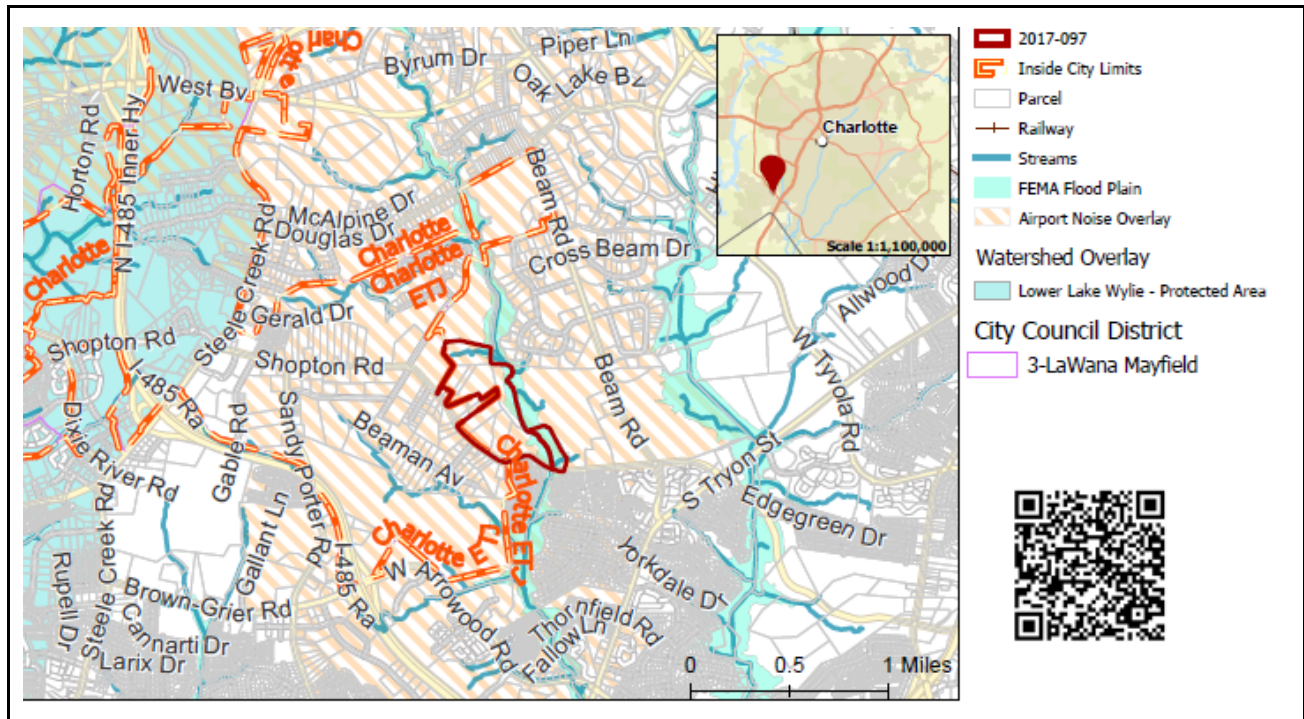 Charlotte
Piper Ln
Byrum Dr
Oak
Lake Bv
West Bv
Horton Rd
N I-485 Inner Hy
Charlotte
Scale 1:1,100,000
Beam Rd
McAlpine Dr
Douglas Dr
Charlotte
Charlotte
ETJ
Cross Beam Dr
Charlotte
Steele Creek Rd
Gerald Dr
Allwood Dr
Shopton Rd
Shopton Rd
W Tyvola Rd
I-485 Ra
Beam Rd
Dixie River Rd
Gable Rd
Sandy Porter Rd
Beaman Av
Charlotte ETJ
S Tryon St
Edgegreen Dr
Steele Creek Rd
Gallant Ln
I-485 Ra
Charlotte
W Arrowood Rd
Rupell Dr
Brown-Grier Rd
Cannarti Dr
Larix Dr
Thornfield Rd
Fallow Ln
0 0.5 1 Miles
2017-097
Inside City Limits
Parcel
Railway
Streams
FEMA Flood Plain
Airport Noise Overlay
Watershed Overlay
Lower Lake Wylie - Protected Area
City Council District
3-LaWana Mayfield